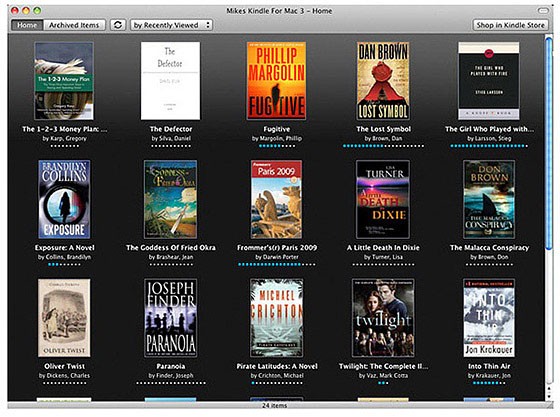 Mikes Kindle For Mac 3 – Home
Home
Archived Items
by Recently Viewed
Shop in Kindle Store
The 1-2-3 Money Plan
Gregory Karp
The Defector
PHILLIP MARGOLIN
FUGITIVE
DAN BROWN
THE LOST SYMBOL
THE GIRL WHO PLAYED WITH FIRE
STIEG LARSSON
The 1-2-3 Money Plan: ...
by Karp, Gregory
The Defector
by Silva, Daniel
Fugitive
by Margolin, Phillip
The Lost Symbol
by Brown, Dan
The Girl Who Played with...
by Larsson, Stieg
BRANDILYN COLLINS
EXPOSURE
GODDESS of FRIED OKRA
Frommer's
Paris 2009
LISA TURNER
A LITTLE DEATH IN DIXIE
DON BROWN
THE MALACCA CONSPIRACY
Exposure: A Novel
by Collins, Brandilyn
The Goddess Of Fried Okra
by Brashear, Jean
Frommer's(r) Paris 2009
by Darwin Porter
A Little Death In Dixie
by Turner, Lisa
The Malacca Conspiracy
by Brown, Don
OLIVER TWIST
JOSEPH FINDER
PARANOIA
MICHAEL CRICHTON
PIRATE LATITUDES
twilight
INTO THIN AIR
Jon Krakauer
Oliver Twist
by Dickens, Charles
Paranoia
by Finder, Joseph
Pirate Latitudes: A Novel
by Crichton, Michael
Twilight: The Complete Il...
by Vaz, Mark Cotta
Into Thin Air
by Krakauer, Jon
24 items